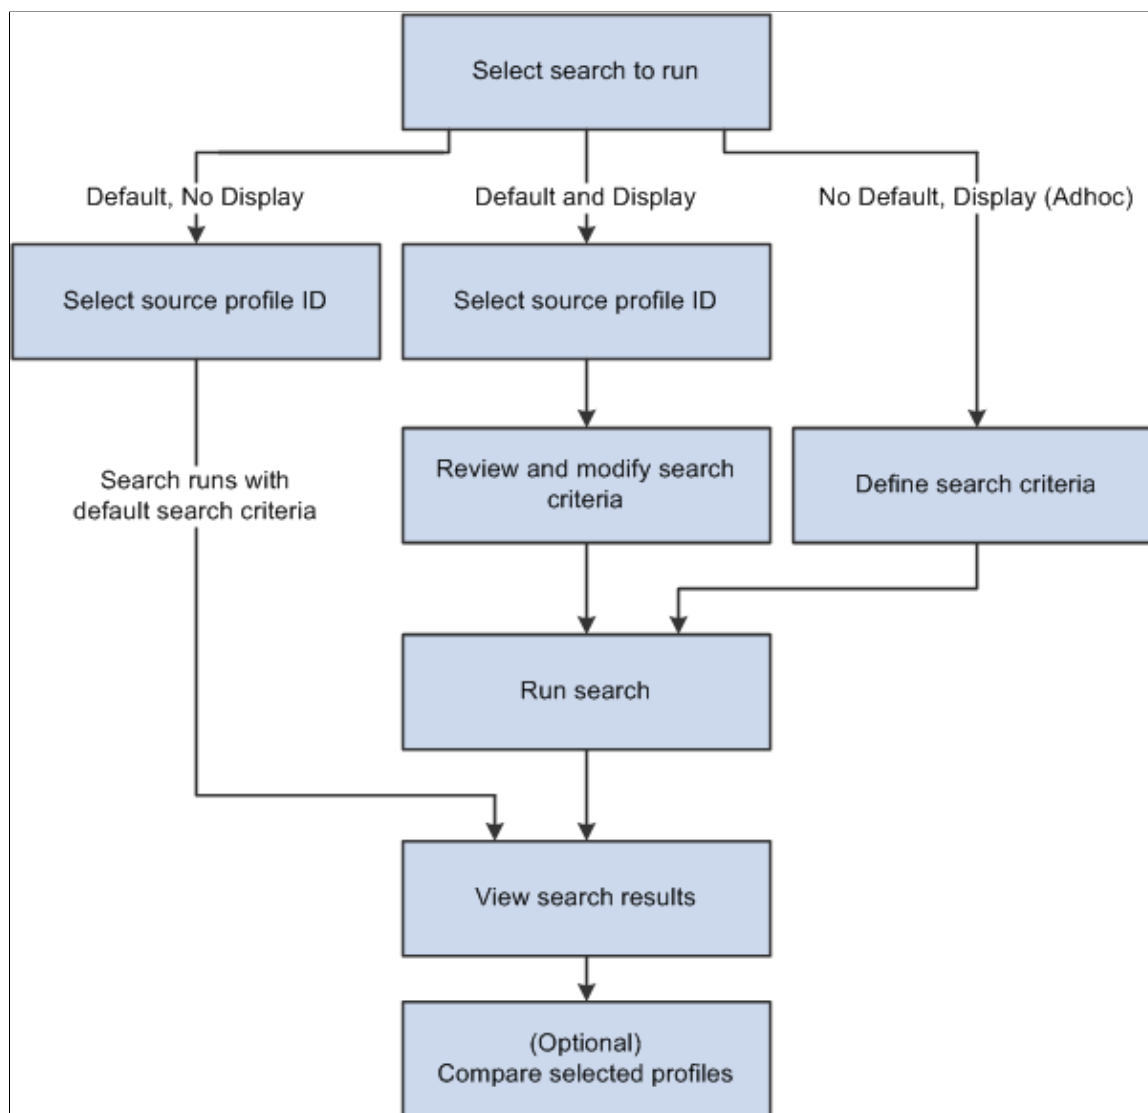 Select search to run
Default, No Display
Default and Display
No Default, Display (Adhoc)
Select source profile ID
Select source profile ID
Search runs with
default search criteria
Review and modify search
criteria
Define search criteria
Run search
View search results
(Optional)
Compare selected profiles